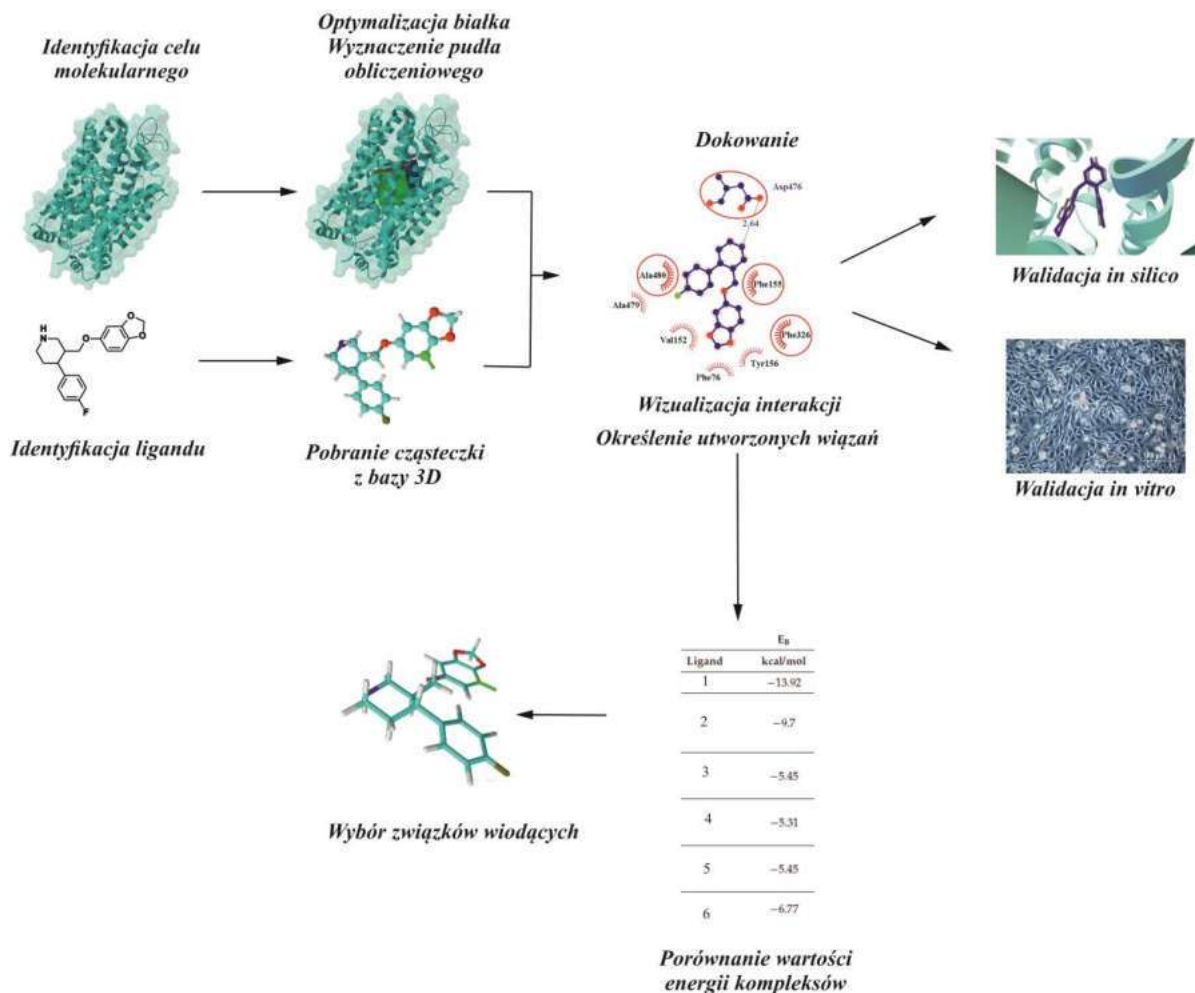 Identyfikacja celu
molekularnego
Optymalizacja białka
Wyznaczenie pudła
obliczeniowego
Dokowanie
Asp476
2.64
Ala480
Phe155
Ala479
Val152
Phe326
Tyr156
Phe76
Walidacja in silico
H
N
O
O
O
F
Identyfikacja ligandu
Pobranie cząsteczki
z bazy 3D
Wizualizacja interakcji
Określenie utworzonych wiązań
Walidacja in vitro
E_B
Ligand kcal/mol
1 −13.92
2 −9.7
3 −5.45
4 −5.31
5 −5.45
6 −6.77
Wybór związków wiodących
Porównanie wartości
energii kompleksów